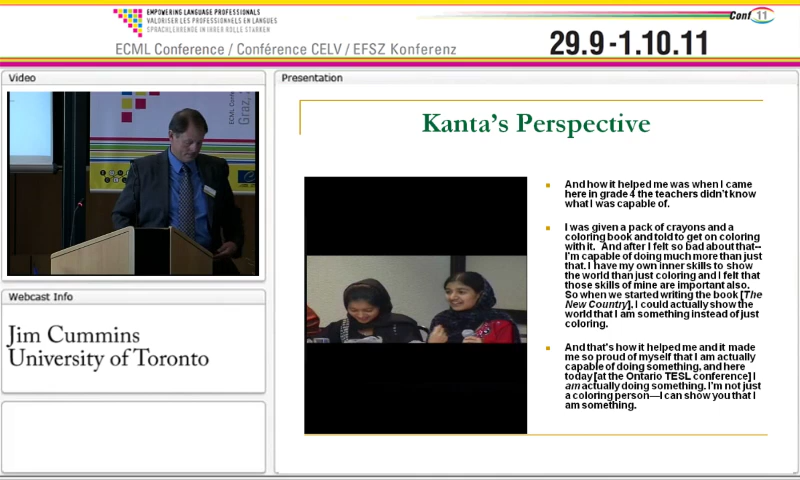 EMPOWERING LANGUAGE PROFESSIONALS
VALORISER LES PROFESSIONNELS EN LANGUES
SPRACHLEHRENDE IN IHRER ROLLE STÄRKEN
ECML Conference / Conférence CELV / EFSZ Konferenz
29.9-1.10.11
Conf 11
Video
ECML Conf
Graz,
Webcast Info
Jim Cummins
University of Toronto
Presentation
Kanta's Perspective
And how it helped me was when I came
here in grade 4 the teachers didn't know
what I was capable of.
I was given a pack of crayons and a
coloring book and told to get on coloring
with it. And after I felt so bad about that--
I'm capable of doing much more than just
that. I have my own inner skills to show
the world than just coloring and I felt that
those skills of mine are important also.
So when we started writing the book [The
New Country], I could actually show the
world that I am something instead of just
coloring.
And that's how it helped me and it made
me so proud of myself that I am actually
capable of doing something, and here
today [at the Ontario TESL conference] I
am actually doing something. I'm not just
a coloring person—I can show you that I
am something.